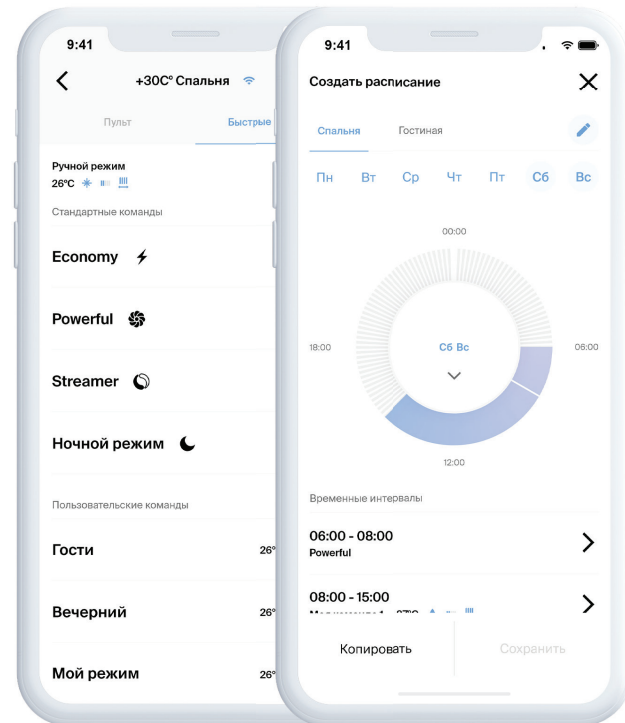 9:41
+30C° Спальня
Пульт
Быстрые
Ручной режим
26°C
Стандартные команды
Economy
Powerful
Streamer
Ночной режим
Пользовательские команды
Гости 26°
Вечерний 26°
Мой режим 26°
9:41
Создать расписание
Спальня Гостиная
Пн Вт Ср Чт Пт Сб Вс
00:00
18:00 Сб Вс 06:00
12:00
Временные интервалы
06:00 - 08:00
Powerful
08:00 - 15:00
Копировать Сохранить